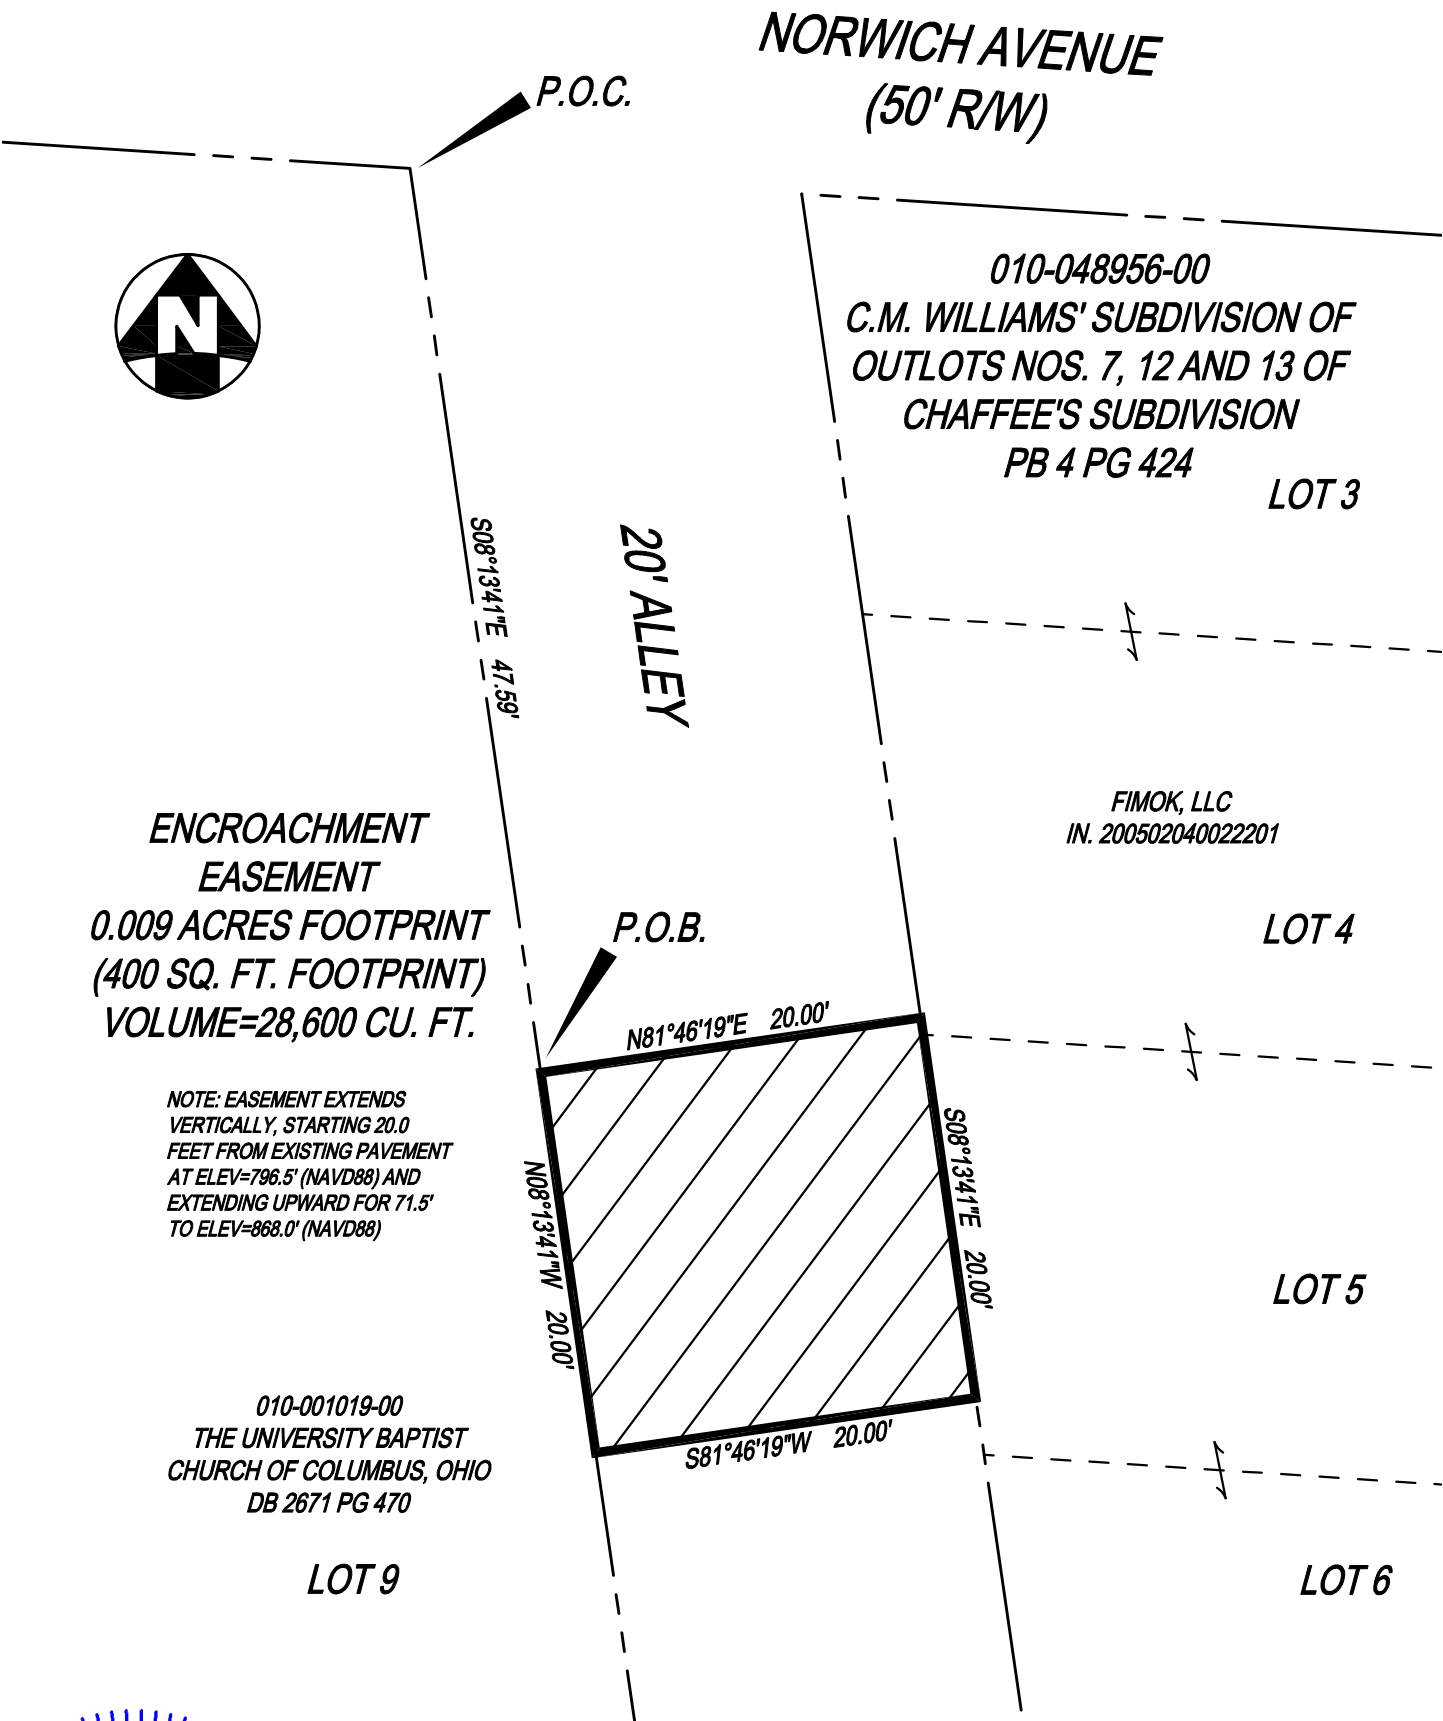 NORWICH AVENUE
(50' R/W)
P.O.C.
N
010-048956-00
C.M. WILLIAMS' SUBDIVISION OF
OUTLOTS NOS. 7, 12 AND 13 OF
CHAFFEE'S SUBDIVISION
PB 4 PG 424
LOT 3
S08°13'41"E 47.59'
20' ALLEY
FIMOK, LLC
IN. 200502040022201
LOT 4
ENCROACHMENT
EASEMENT
0.009 ACRES FOOTPRINT
(400 SQ. FT. FOOTPRINT)
VOLUME=28,600 CU. FT.
P.O.B.
N81°46'19"E 20.00'
NOTE: EASEMENT EXTENDS
VERTICALLY, STARTING 20.0
FEET FROM EXISTING PAVEMENT
AT ELEV=796.5' (NAVD88) AND
EXTENDING UPWARD FOR 71.5'
TO ELEV=868.0' (NAVD88)
N08°13'41"W 20.00'
S08°13'41"E 20.00'
LOT 5
S81°46'19"W 20.00'
010-001019-00
THE UNIVERSITY BAPTIST
CHURCH OF COLUMBUS, OHIO
DB 2671 PG 470
LOT 9
LOT 6